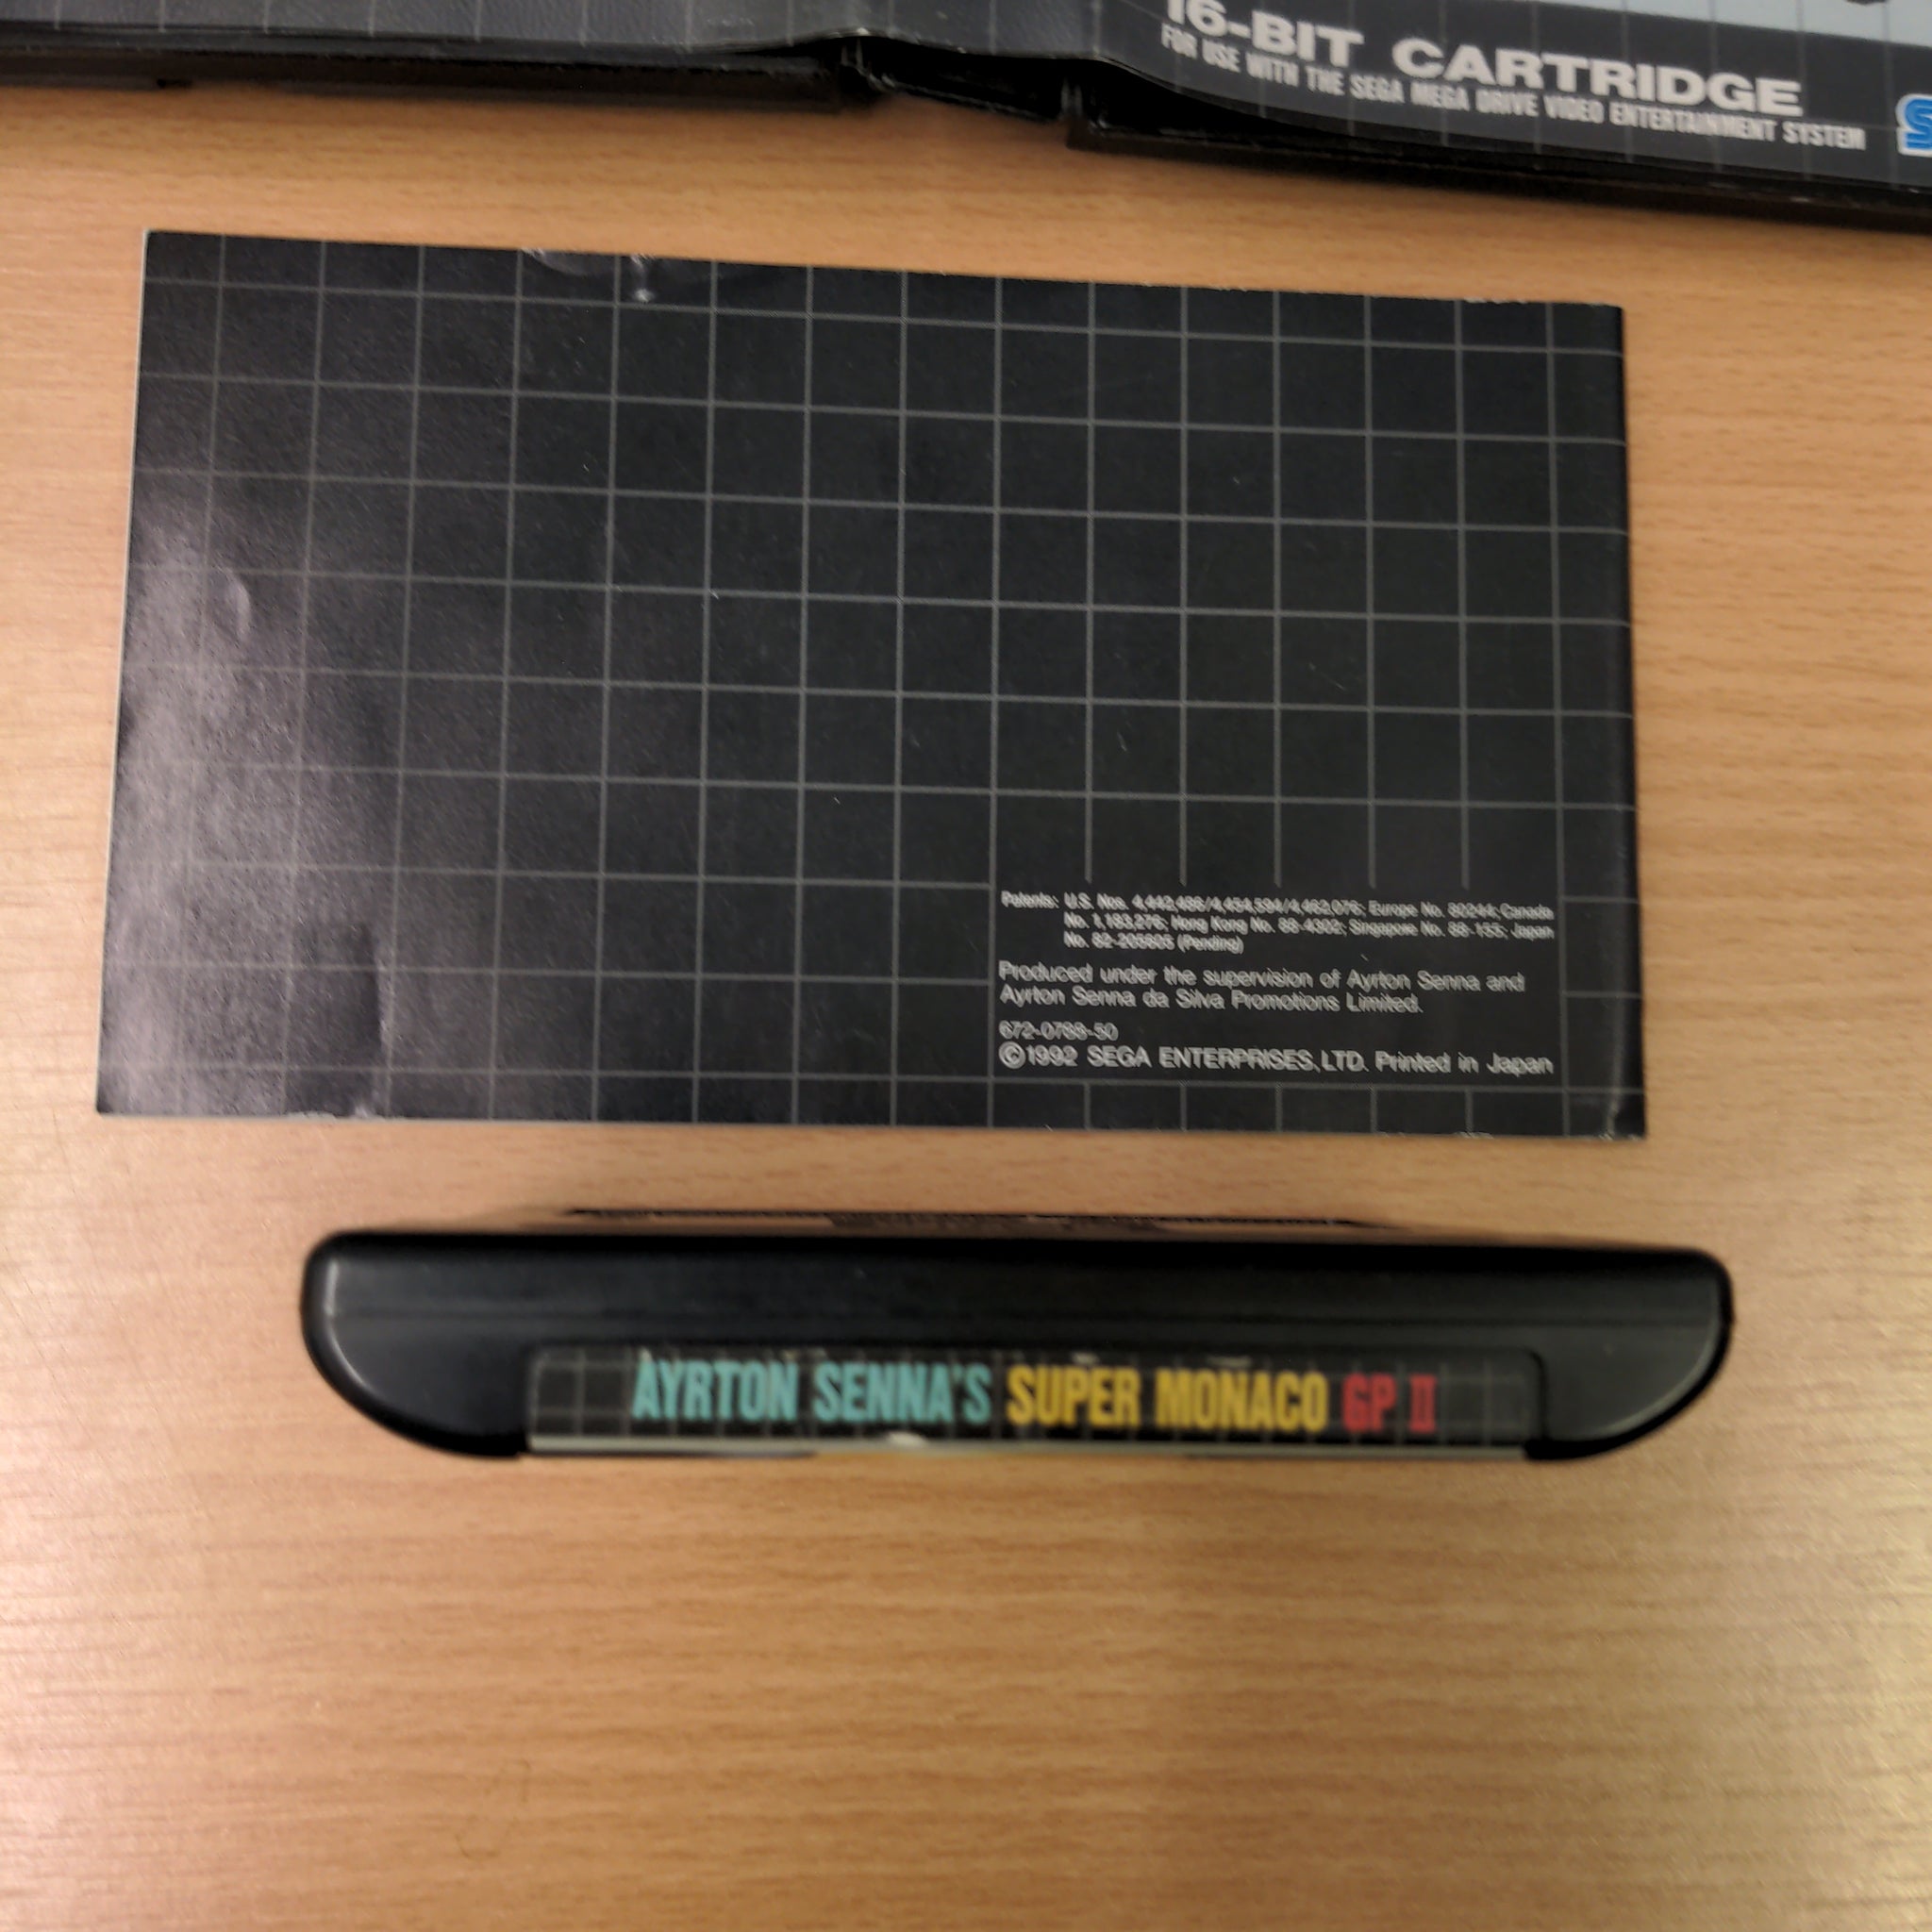 16-BIT CARTRIDGE
FOR USE WITH THE SEGA MEGA DRIVE VIDEO ENTERTAINMENT SYSTEM
Patents: U.S. Nos. 4,442,486/4,454,594/4,462,076; Europe No. 80244; Canada
No. 1,183,276; Hong Kong No. 88-4302; Singapore No. 88-155; Japan
No. 82-205605 (Pending)
Produced under the supervision of Ayrton Senna and
Ayrton Senna da Silva Promotions Limited.
672-0788-50
©1992 SEGA ENTERPRISES, LTD. Printed in Japan
AYRTON SENNA'S SUPER MONACO GP II